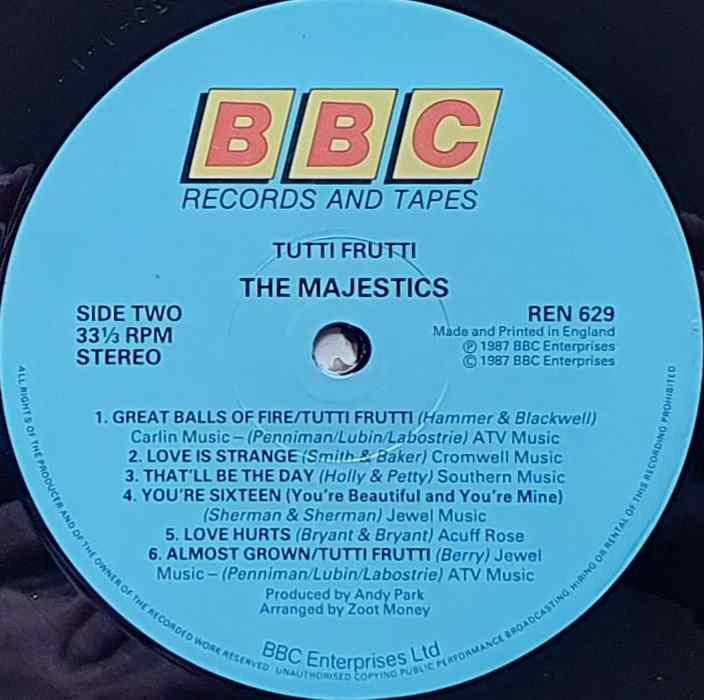 BBC
RECORDS AND TAPES
TUTTI FRUTTI
THE MAJESTICS
SIDE TWO
33⅓ RPM
STEREO
REN 629
Made and Printed in England
Ⓟ 1987 BBC Enterprises
© 1987 BBC Enterprises
1. GREAT BALLS OF FIRE/TUTTI FRUTTI (Hammer & Blackwell)
Carlin Music – (Penniman/Lubin/Labostrie) ATV Music
2. LOVE IS STRANGE (Smith & Baker) Cromwell Music
3. THAT'LL BE THE DAY (Holly & Petty) Southern Music
4. YOU'RE SIXTEEN (You're Beautiful and You're Mine)
(Sherman & Sherman) Jewel Music
5. LOVE HURTS (Bryant & Bryant) Acuff Rose
6. ALMOST GROWN/TUTTI FRUTTI (Berry) Jewel
Music – (Penniman/Lubin/Labostrie) ATV Music
Produced by Andy Park
Arranged by Zoot Money
BBC Enterprises Ltd
ALL RIGHTS OF THE PRODUCER AND OF THE OWNER OF THE RECORDED WORK RESERVED · UNAUTHORISED COPYING PUBLIC PERFORMANCE BROADCASTING HIRING OR RENTAL OF THIS RECORDING PROHIBITED